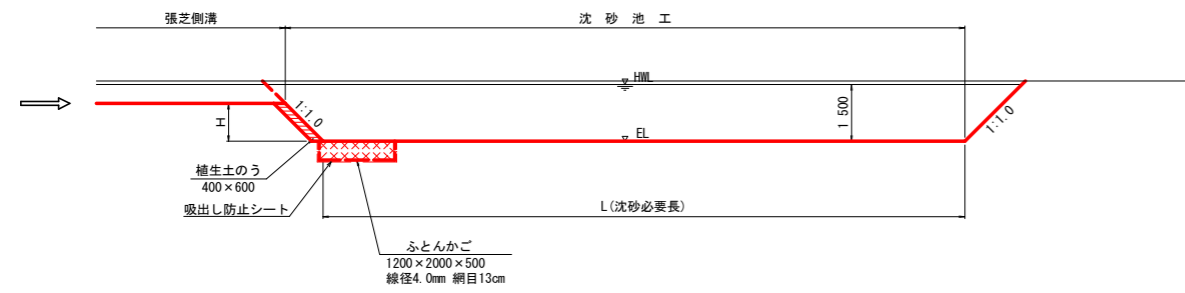 張芝側溝
沈 砂 池 工
HWL
1:1.0
H
1 500
1:1.0
EL
植生土のう
400×600
吸出し防止シート
L(沈砂必要長)
ふとんかご
1200×2000×500
線径4.0mm 網目13cm